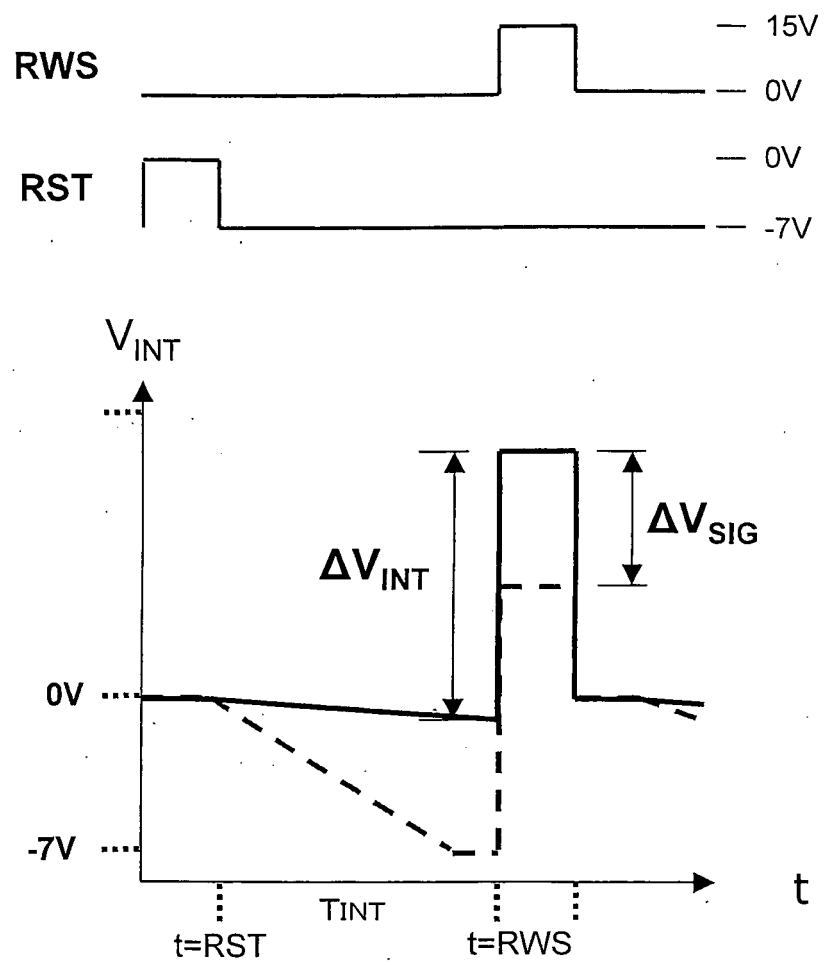 15V
RWS
0V
0V
RST
-7V
VINT
ΔVSIG
ΔVINT
0V
-7V
t
TINT
t=RST
t=RWS